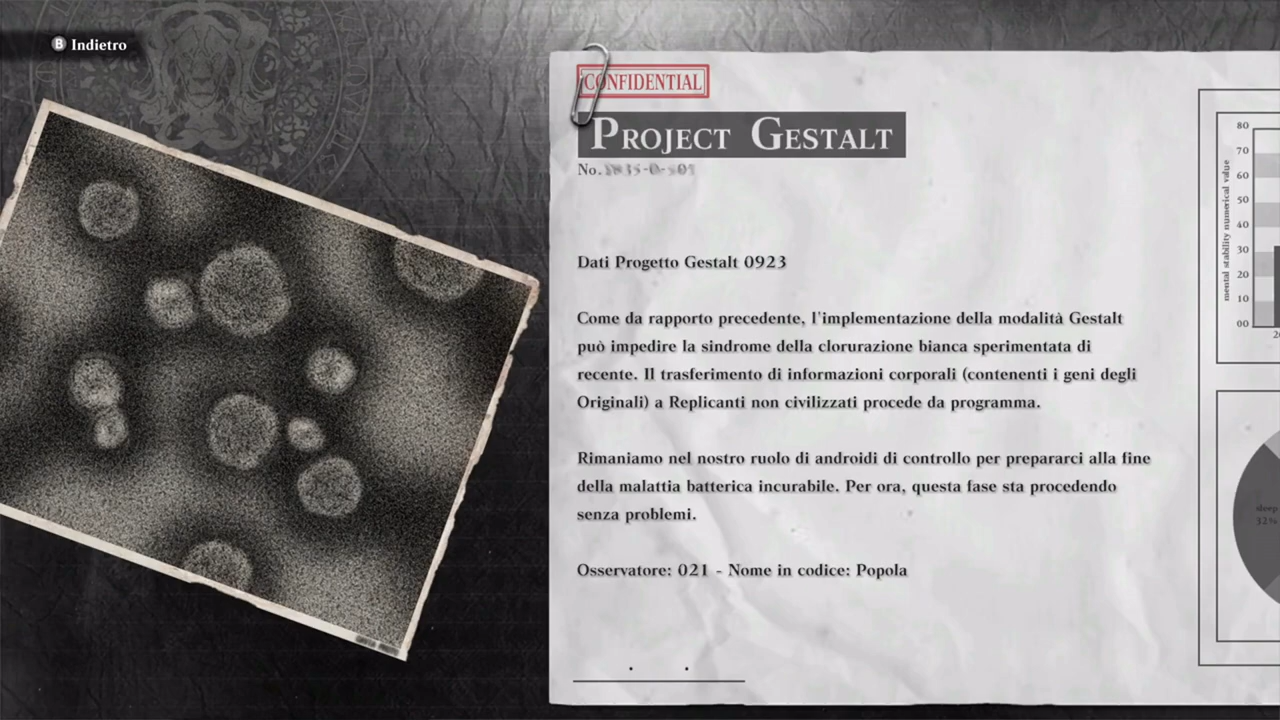 B Indietro
CONFIDENTIAL
PROJECT GESTALT
No.
Dati Progetto Gestalt 0923
Come da rapporto precedente, l'implementazione della modalità Gestalt
può impedire la sindrome della clorurazione bianca sperimentata di
recente. Il trasferimento di informazioni corporali (contenenti i geni degli
Originali) a Replicanti non civilizzati procede da programma.
Rimaniamo nel nostro ruolo di androidi di controllo per prepararci alla fine
della malattia batterica incurabile. Per ora, questa fase sta procedendo
senza problemi.
Osservatore: 021 - Nome in codice: Popola
mental stability numerical value
80
70
60
50
40
30
20
10
00
sleep
32%